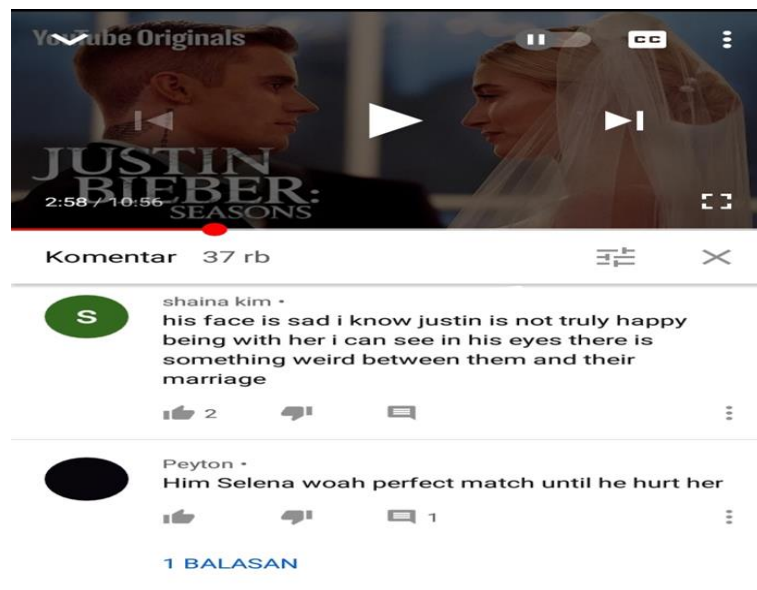 YouTube Originals
CC
JUSTIN
BIEBER:
2:58 / 10:56
SEASONS
Komentar 37 rb
S
shaina kim •
his face is sad i know justin is not truly happy
being with her i can see in his eyes there is
something weird between them and their
marriage
2
Peyton •
Him Selena woah perfect match until he hurt her
1
1 BALASAN